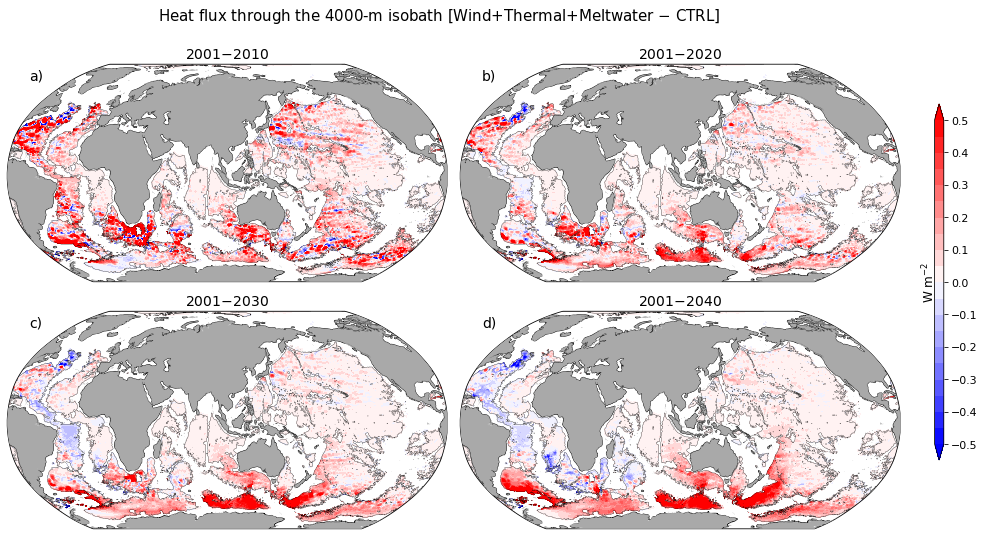 Heat flux through the 4000-m isobath [Wind+Thermal+Meltwater − CTRL]
2001−2010
2001−2020
a)
b)
2001−2030
2001−2040
c)
d)
0.5
0.4
0.3
0.2
0.1
0.0
−0.1
−0.2
−0.3
−0.4
−0.5
W m−2